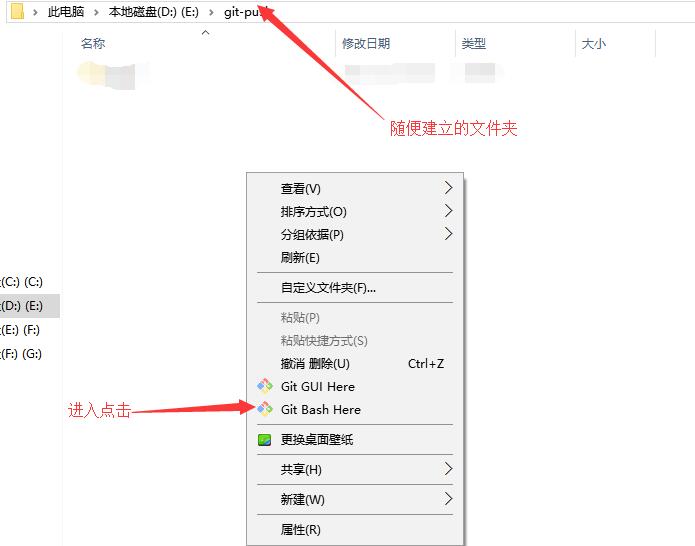 此电脑 > 本地磁盘(D:) (E:) > git-pu
名称 修改日期 类型 大小
随便建立的文件夹
查看(V)
排序方式(O)
分组依据(P)
刷新(E)
(C:) (C:)
自定义文件夹(F)...
(D:) (E:)
粘贴(P)
(E:) (F:)
粘贴快捷方式(S)
(F:) (G:)
撤消 删除(U) Ctrl+Z
Git GUI Here
进入点击
Git Bash Here
更换桌面壁纸
共享(H)
新建(W)
属性(R)